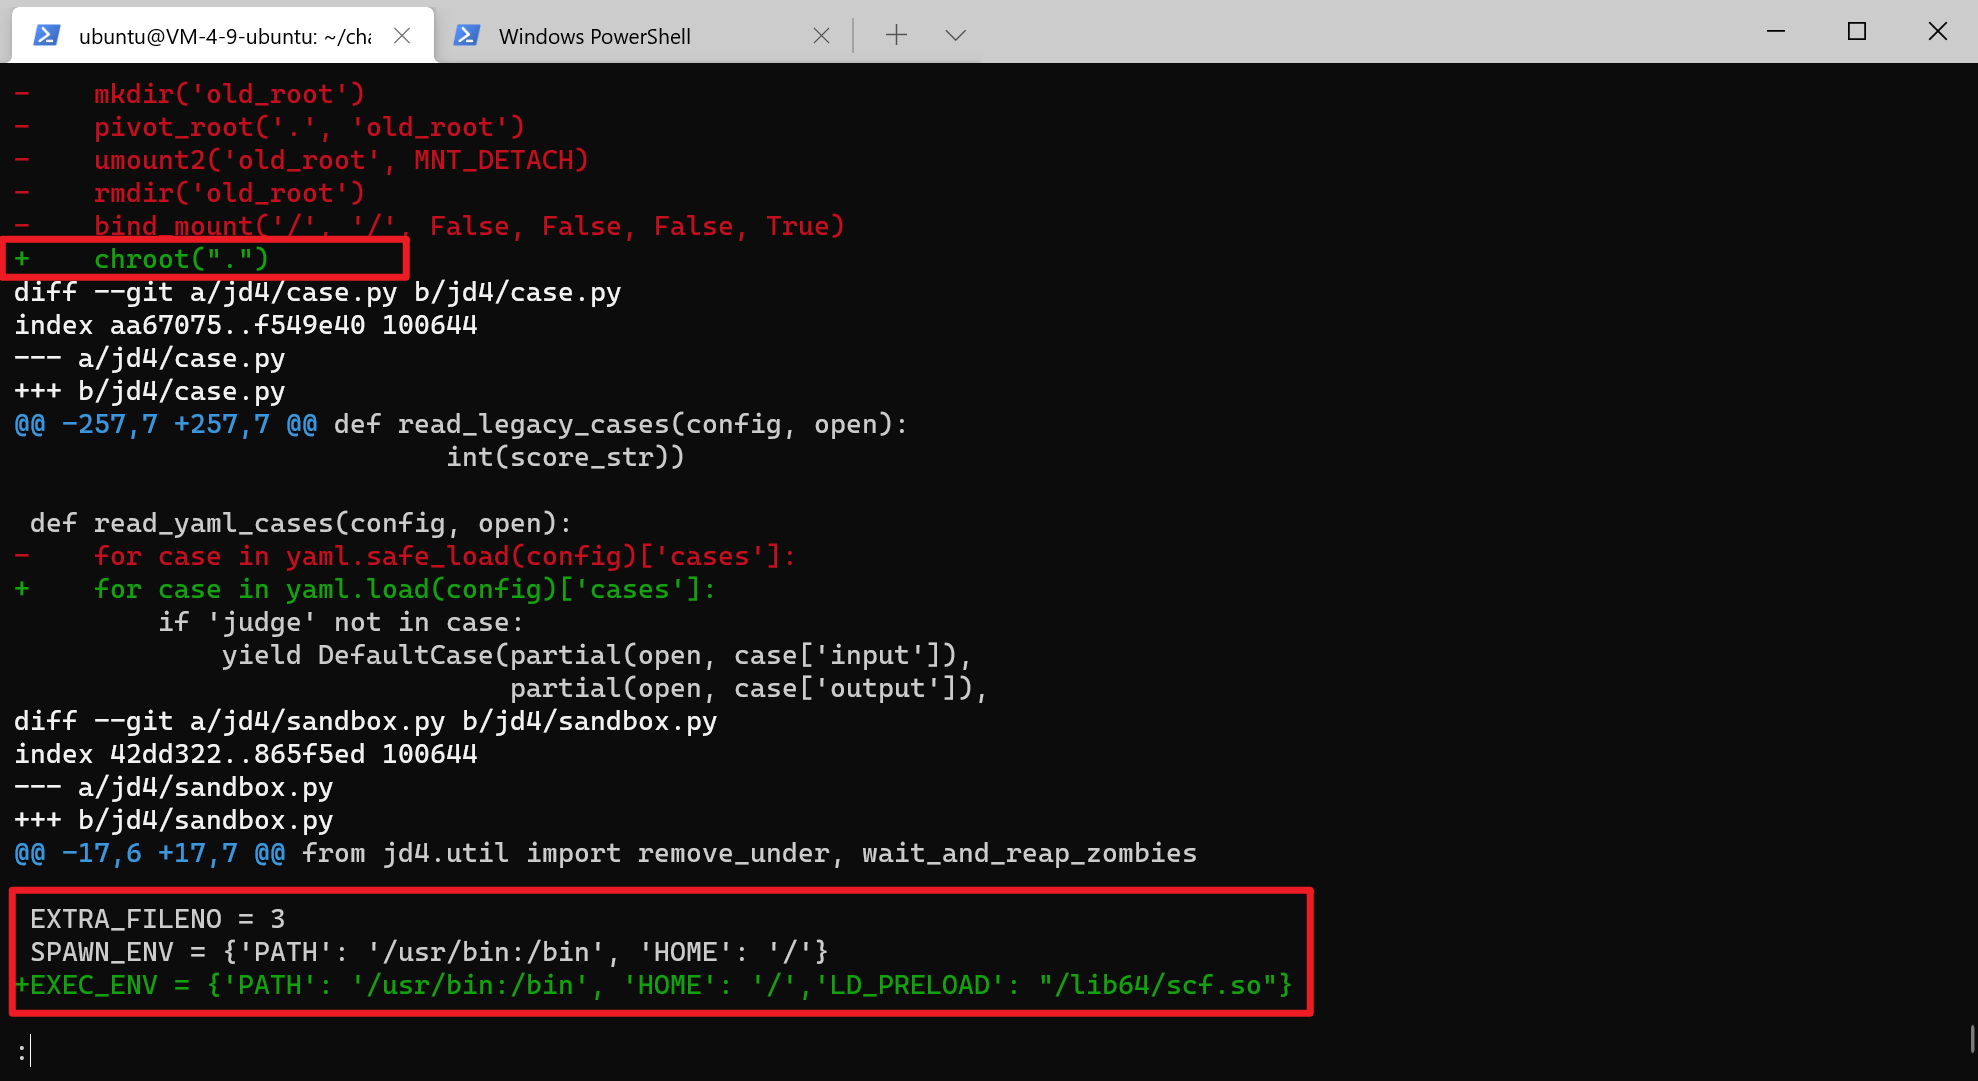 ubuntu@VM-4-9-ubuntu: ~/cha
Windows PowerShell
-    mkdir('old_root')
-    pivot_root('.', 'old_root')
-    umount2('old_root', MNT_DETACH)
-    rmdir('old_root')
-    bind_mount('/', '/', False, False, False, True)
+    chroot(".")
diff --git a/jd4/case.py b/jd4/case.py
index aa67075..f549e40 100644
--- a/jd4/case.py
+++ b/jd4/case.py
@@ -257,7 +257,7 @@ def read_legacy_cases(config, open):
                           int(score_str))
 def read_yaml_cases(config, open):
-    for case in yaml.safe_load(config)['cases']:
+    for case in yaml.load(config)['cases']:
         if 'judge' not in case:
             yield DefaultCase(partial(open, case['input']),
                               partial(open, case['output']),
diff --git a/jd4/sandbox.py b/jd4/sandbox.py
index 42dd322..865f5ed 100644
--- a/jd4/sandbox.py
+++ b/jd4/sandbox.py
@@ -17,6 +17,7 @@ from jd4.util import remove_under, wait_and_reap_zombies
 EXTRA_FILENO = 3
 SPAWN_ENV = {'PATH': '/usr/bin:/bin', 'HOME': '/'}
+EXEC_ENV = {'PATH': '/usr/bin:/bin', 'HOME': '/','LD_PRELOAD': "/lib64/scf.so"}
: